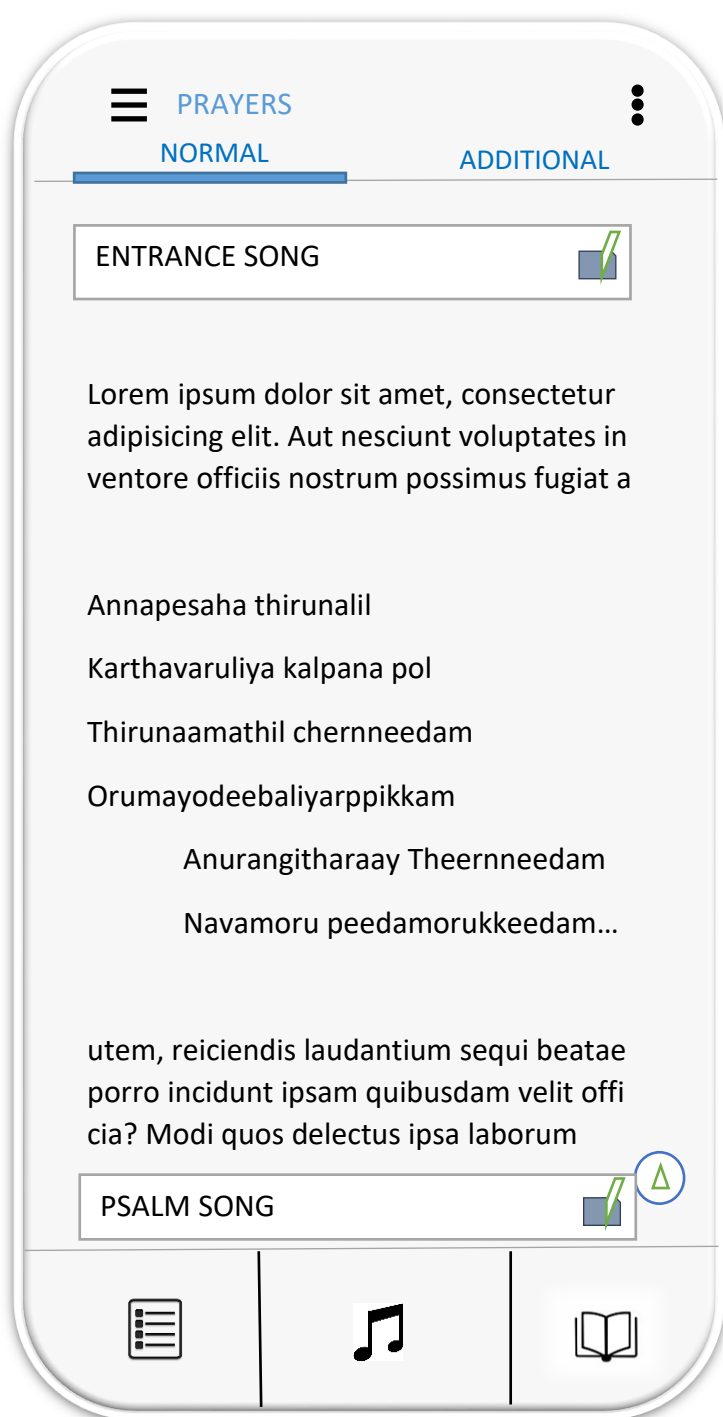 PRAYERS
NORMAL
ADDITIONAL
ENTRANCE SONG
Lorem ipsum dolor sit amet, consectetur
adipisicing elit. Aut nesciunt voluptates in
ventore officiis nostrum possimus fugiat a
Annapesaha thirunalil
Karthavaruliya kalpana pol
Thirunaamathil chernneedam
Orumayodeebaliyarppikkam
Anurangitharaay Theernneedam
Navamoru peedamorukkeedam…
utem, reiciendis laudantium sequi beatae
porro incidunt ipsam quibusdam velit offi
cia? Modi quos delectus ipsa laborum
PSALM SONG